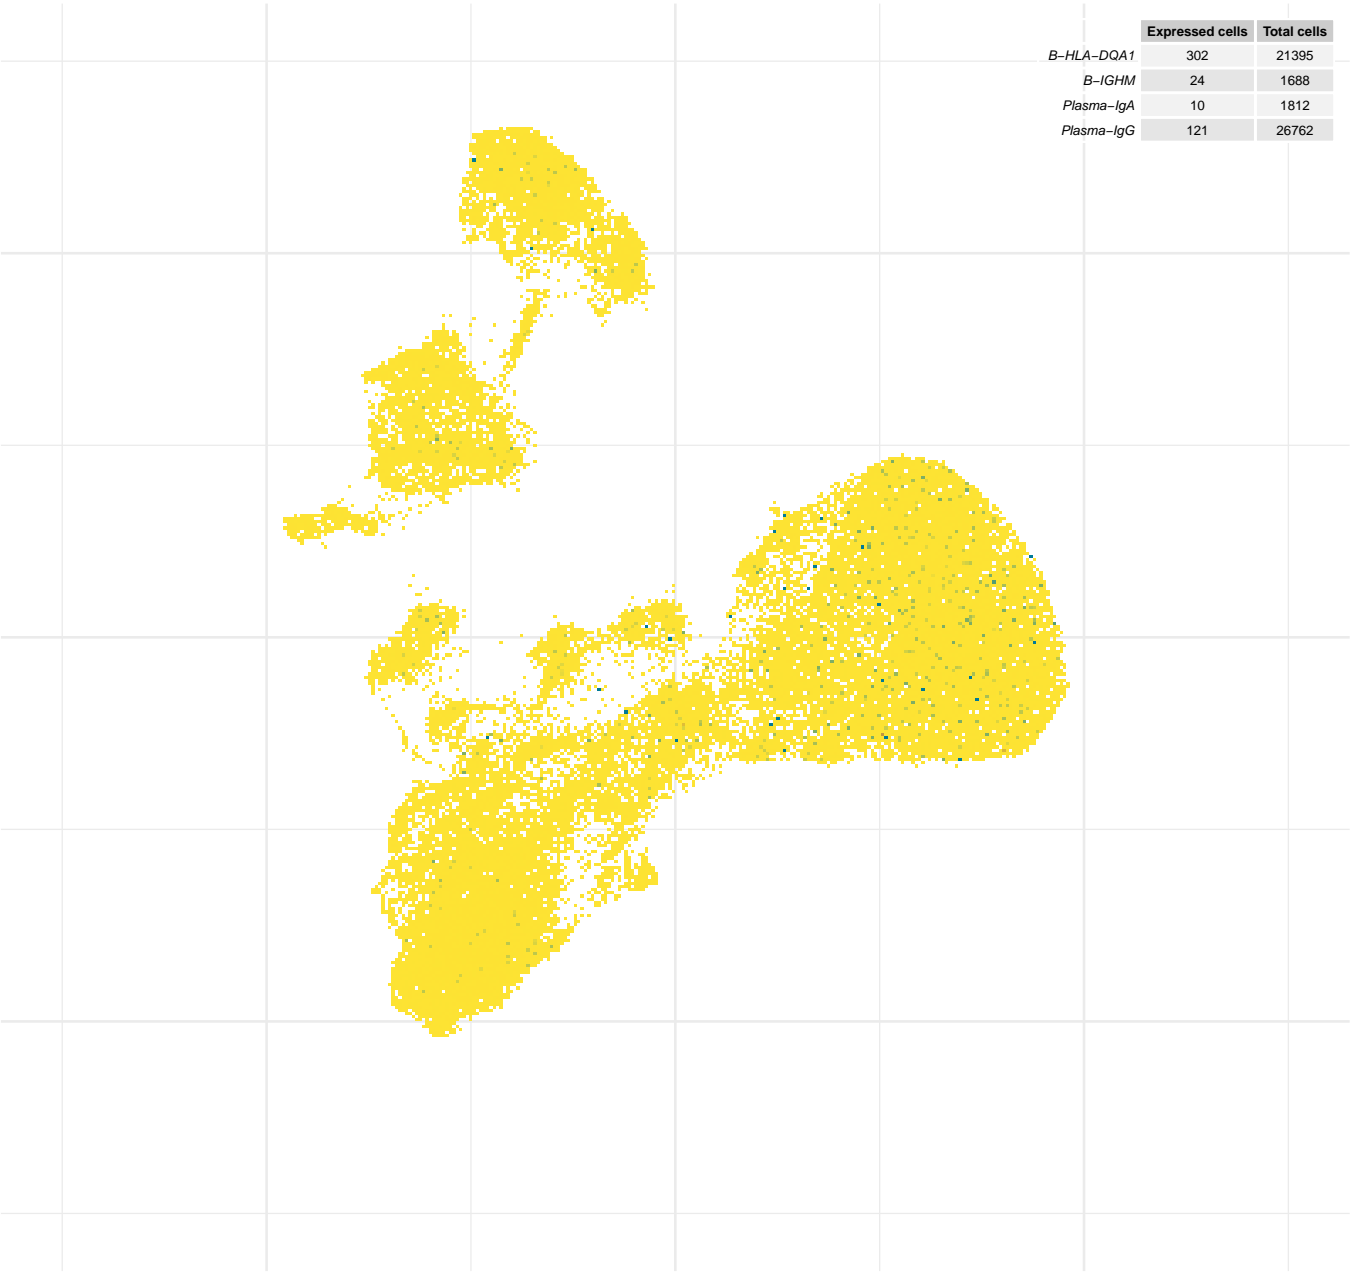 Expressed cells Total cells
B−HLA−DQA1 302 21395
B−IGHM 24 1688
Plasma−IgA 10 1812
Plasma−IgG 121 26762